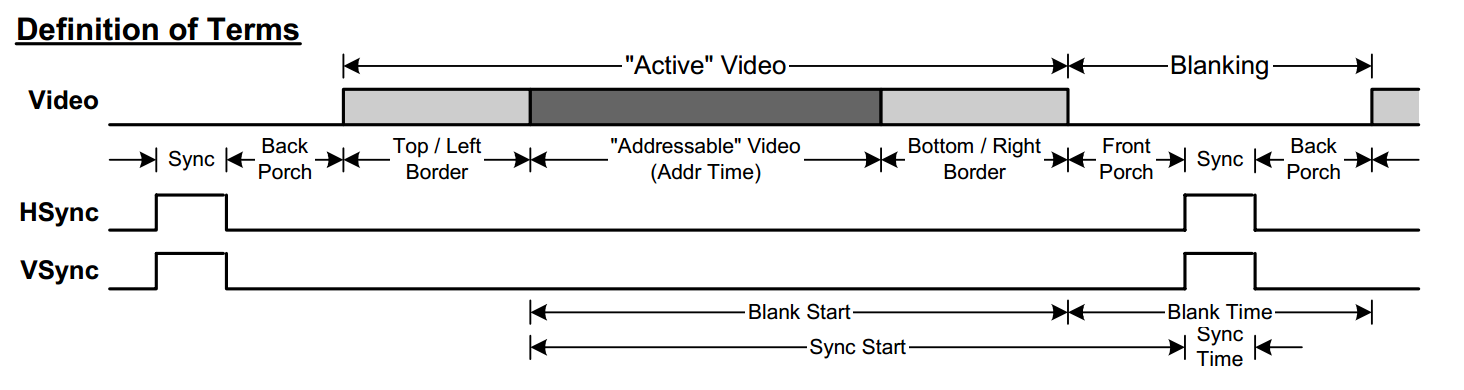 Definition of Terms
"Active" Video
Blanking
Video
Sync
Back
Porch
Top / Left
Border
"Addressable" Video
(Addr Time)
Bottom / Right
Border
Front
Porch
Sync
Back
Porch
HSync
VSync
Blank Start
Blank Time
Sync Start
Sync
Time